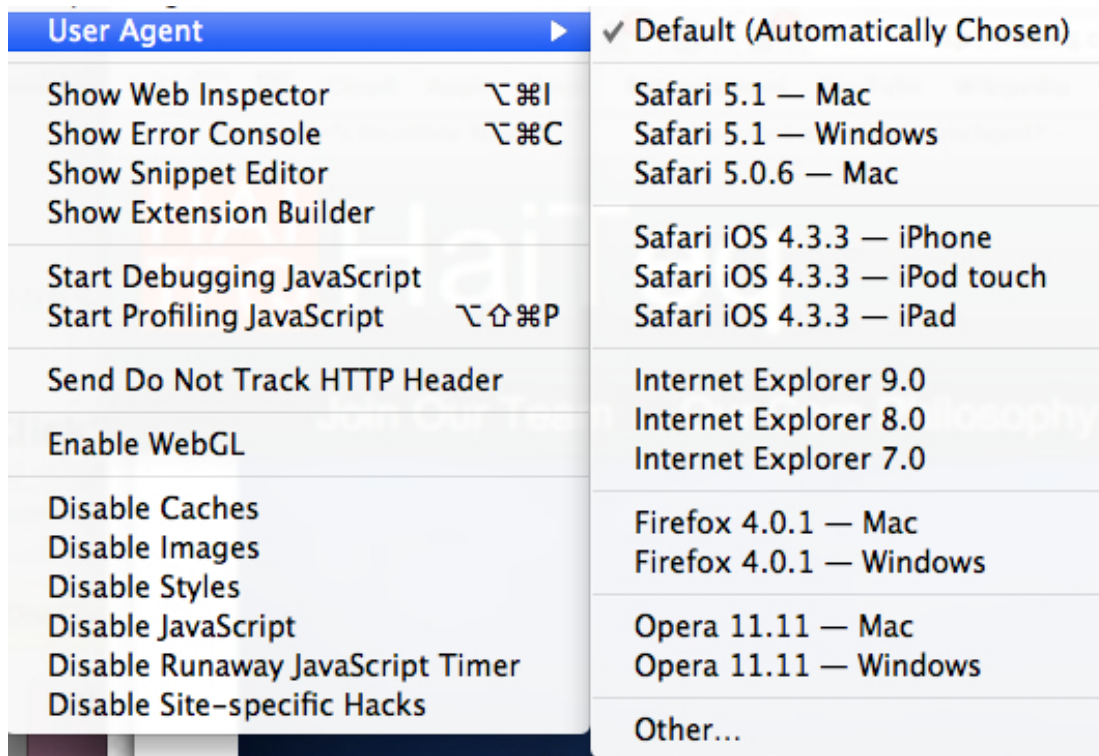 User Agent ▶
Show Web Inspector ⌥⌘I
Show Error Console ⌥⌘C
Show Snippet Editor
Show Extension Builder
Start Debugging JavaScript
Start Profiling JavaScript ⌥⇧⌘P
Send Do Not Track HTTP Header
Enable WebGL
Disable Caches
Disable Images
Disable Styles
Disable JavaScript
Disable Runaway JavaScript Timer
Disable Site-specific Hacks
✓ Default (Automatically Chosen)
Safari 5.1 — Mac
Safari 5.1 — Windows
Safari 5.0.6 — Mac
Safari iOS 4.3.3 — iPhone
Safari iOS 4.3.3 — iPod touch
Safari iOS 4.3.3 — iPad
Internet Explorer 9.0
Internet Explorer 8.0
Internet Explorer 7.0
Firefox 4.0.1 — Mac
Firefox 4.0.1 — Windows
Opera 11.11 — Mac
Opera 11.11 — Windows
Other...
Join Our Team
Philosophy